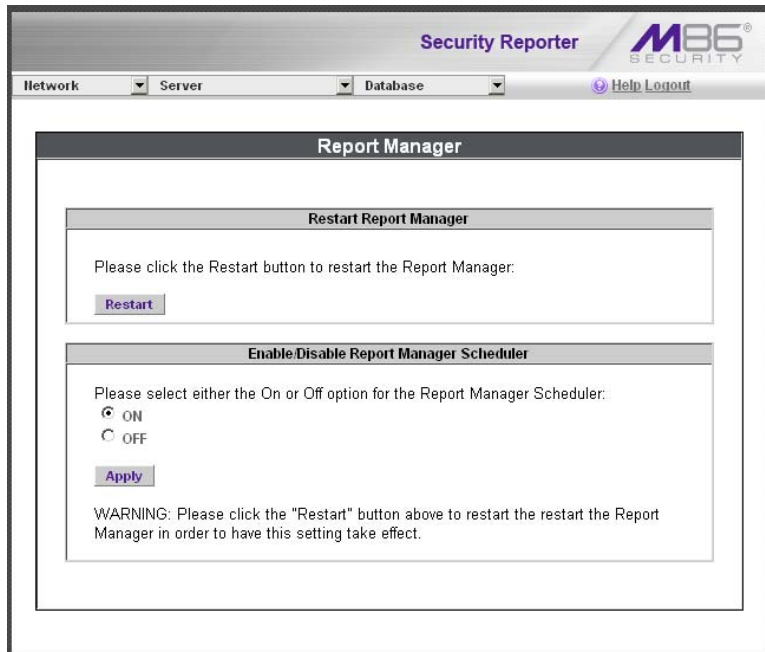 Security Reporter
M86®
SECURITY
Network Server Database Help Logout
Report Manager
Restart Report Manager
Please click the Restart button to restart the Report Manager:
Restart
Enable/Disable Report Manager Scheduler
Please select either the On or Off option for the Report Manager Scheduler:
ON
OFF
Apply
WARNING: Please click the "Restart" button above to restart the restart the Report
Manager in order to have this setting take effect.